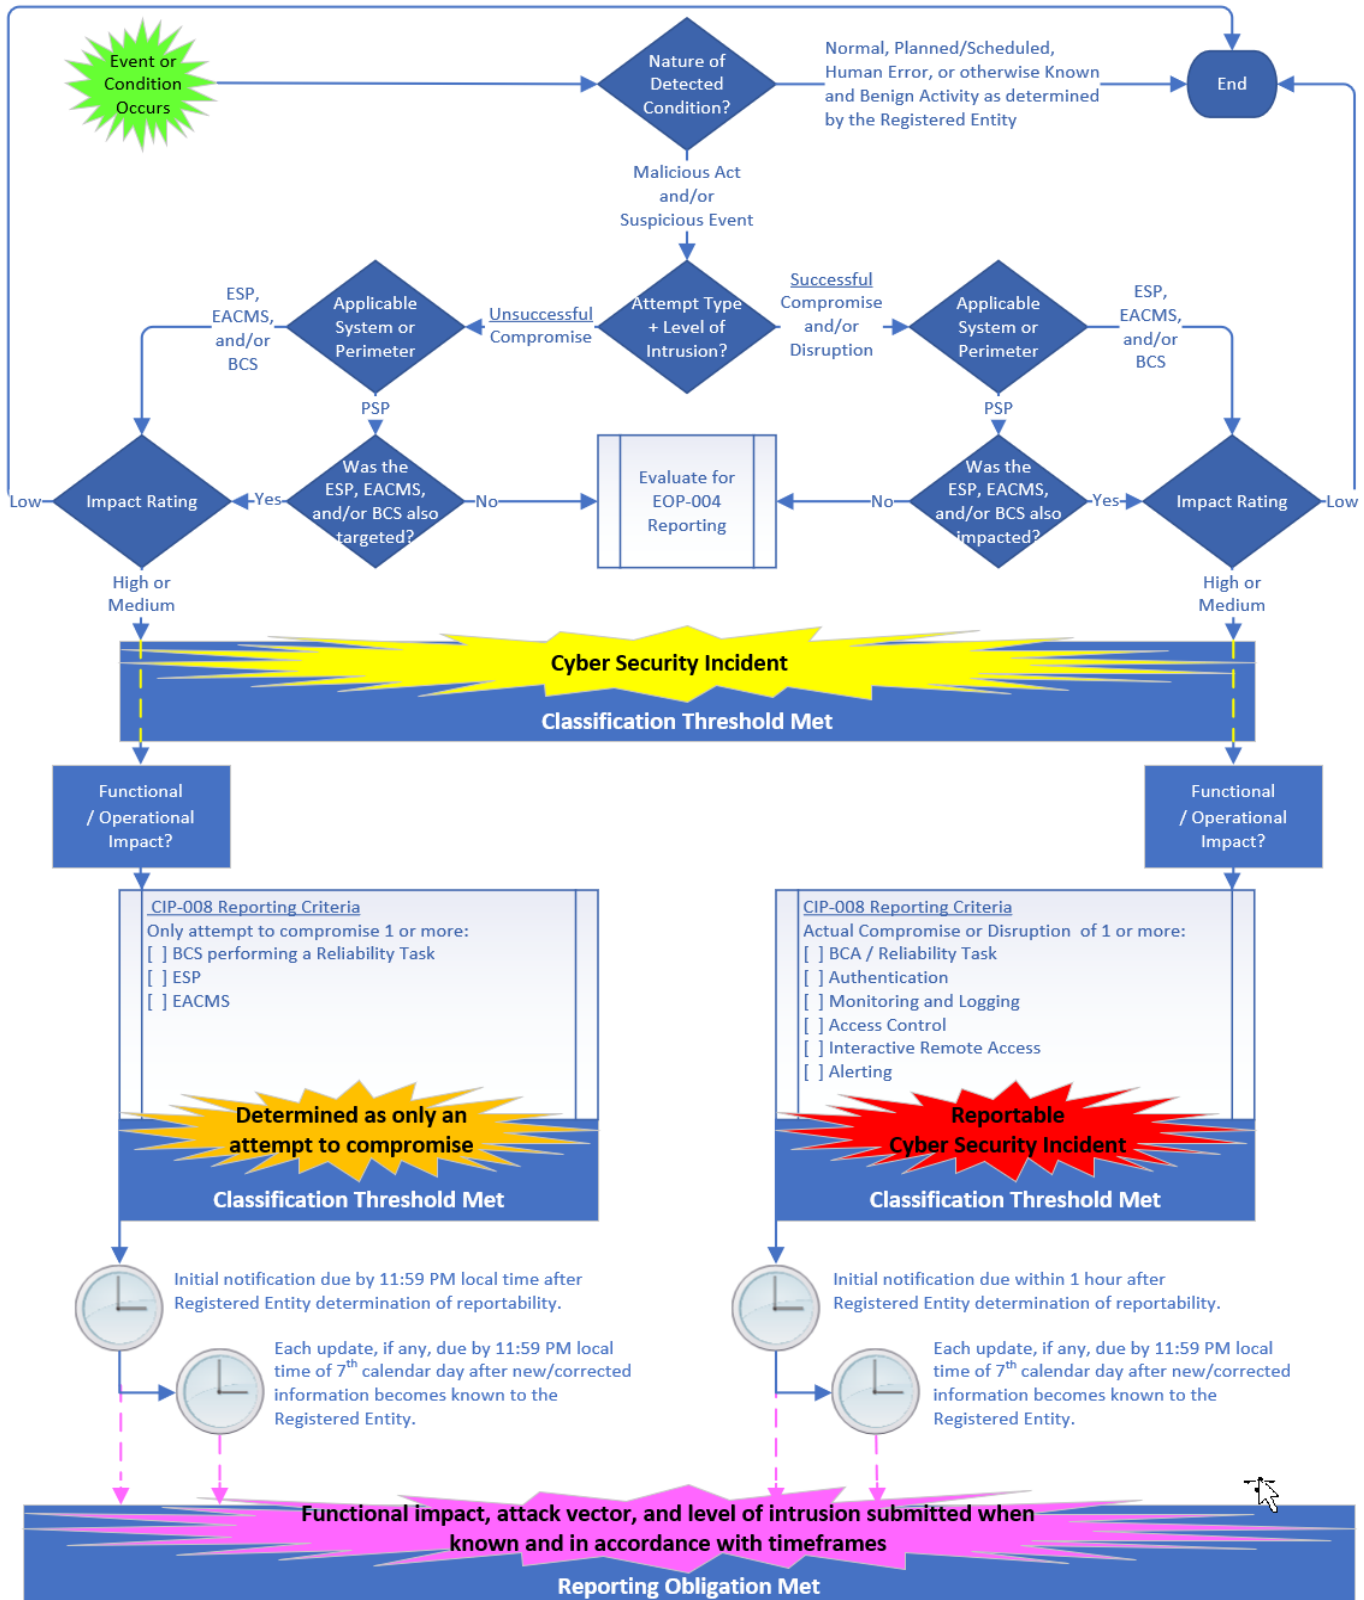 Event or
Condition
Occurs
Nature of
Detected
Condition?
Normal, Planned/Scheduled,
Human Error, or otherwise Known
and Benign Activity as determined
by the Registered Entity
End
Malicious Act
and/or
Suspicious Event
ESP,
EACMS,
and/or
BCS
Applicable
System or
Perimeter
Unsuccessful
Compromise
Attempt Type
+ Level of
Intrusion?
Successful
Compromise
and/or
Disruption
Applicable
System or
Perimeter
ESP,
EACMS,
and/or
BCS
PSP
PSP
Low
Impact Rating
Yes
Was the
ESP, EACMS,
and/or BCS also
targeted?
No
Evaluate for
EOP-004
Reporting
No
Was the
ESP, EACMS,
and/or BCS also
impacted?
Yes
Impact Rating
Low
High or
Medium
High or
Medium
Cyber Security Incident
Classification Threshold Met
Functional
/ Operational
Impact?
Functional
/ Operational
Impact?
CIP-008 Reporting Criteria
Only attempt to compromise 1 or more:
[ ] BCS performing a Reliability Task
[ ] ESP
[ ] EACMS
Determined as only an
attempt to compromise
Classification Threshold Met
CIP-008 Reporting Criteria
Actual Compromise or Disruption of 1 or more:
[ ] BCA / Reliability Task
[ ] Authentication
[ ] Monitoring and Logging
[ ] Access Control
[ ] Interactive Remote Access
[ ] Alerting
Reportable
Cyber Security Incident
Classification Threshold Met
Initial notification due by 11:59 PM local time after
Registered Entity determination of reportability.
Each update, if any, due by 11:59 PM local
time of 7th calendar day after new/corrected
information becomes known to the
Registered Entity.
Initial notification due within 1 hour after
Registered Entity determination of reportability.
Each update, if any, due by 11:59 PM local
time of 7th calendar day after new/corrected
information becomes known to the
Registered Entity.
Functional impact, attack vector, and level of intrusion submitted when
known and in accordance with timeframes
Reporting Obligation Met